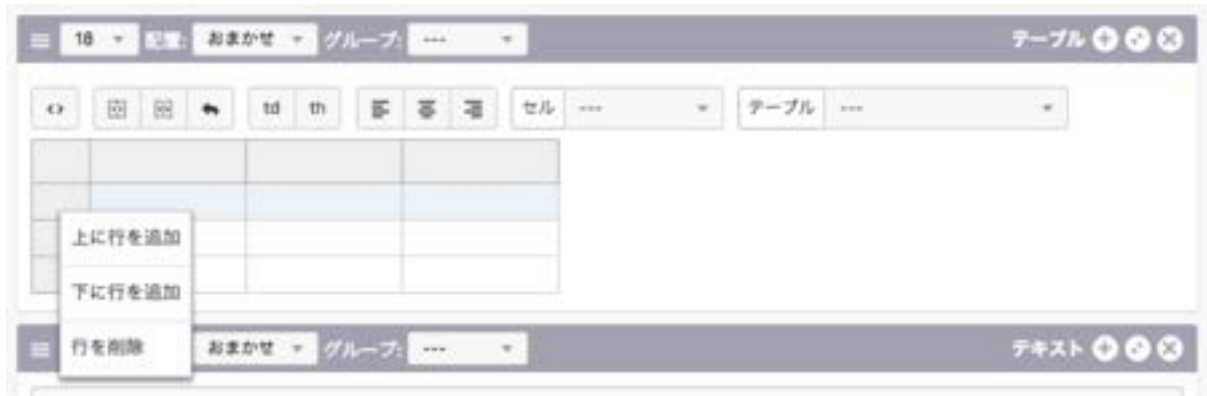 18 配置: おまかせ グループ: --- テーブル
<> td th セル --- テーブル ---
上に行を追加
下に行を追加
行を削除
おまかせ グループ: --- テキスト